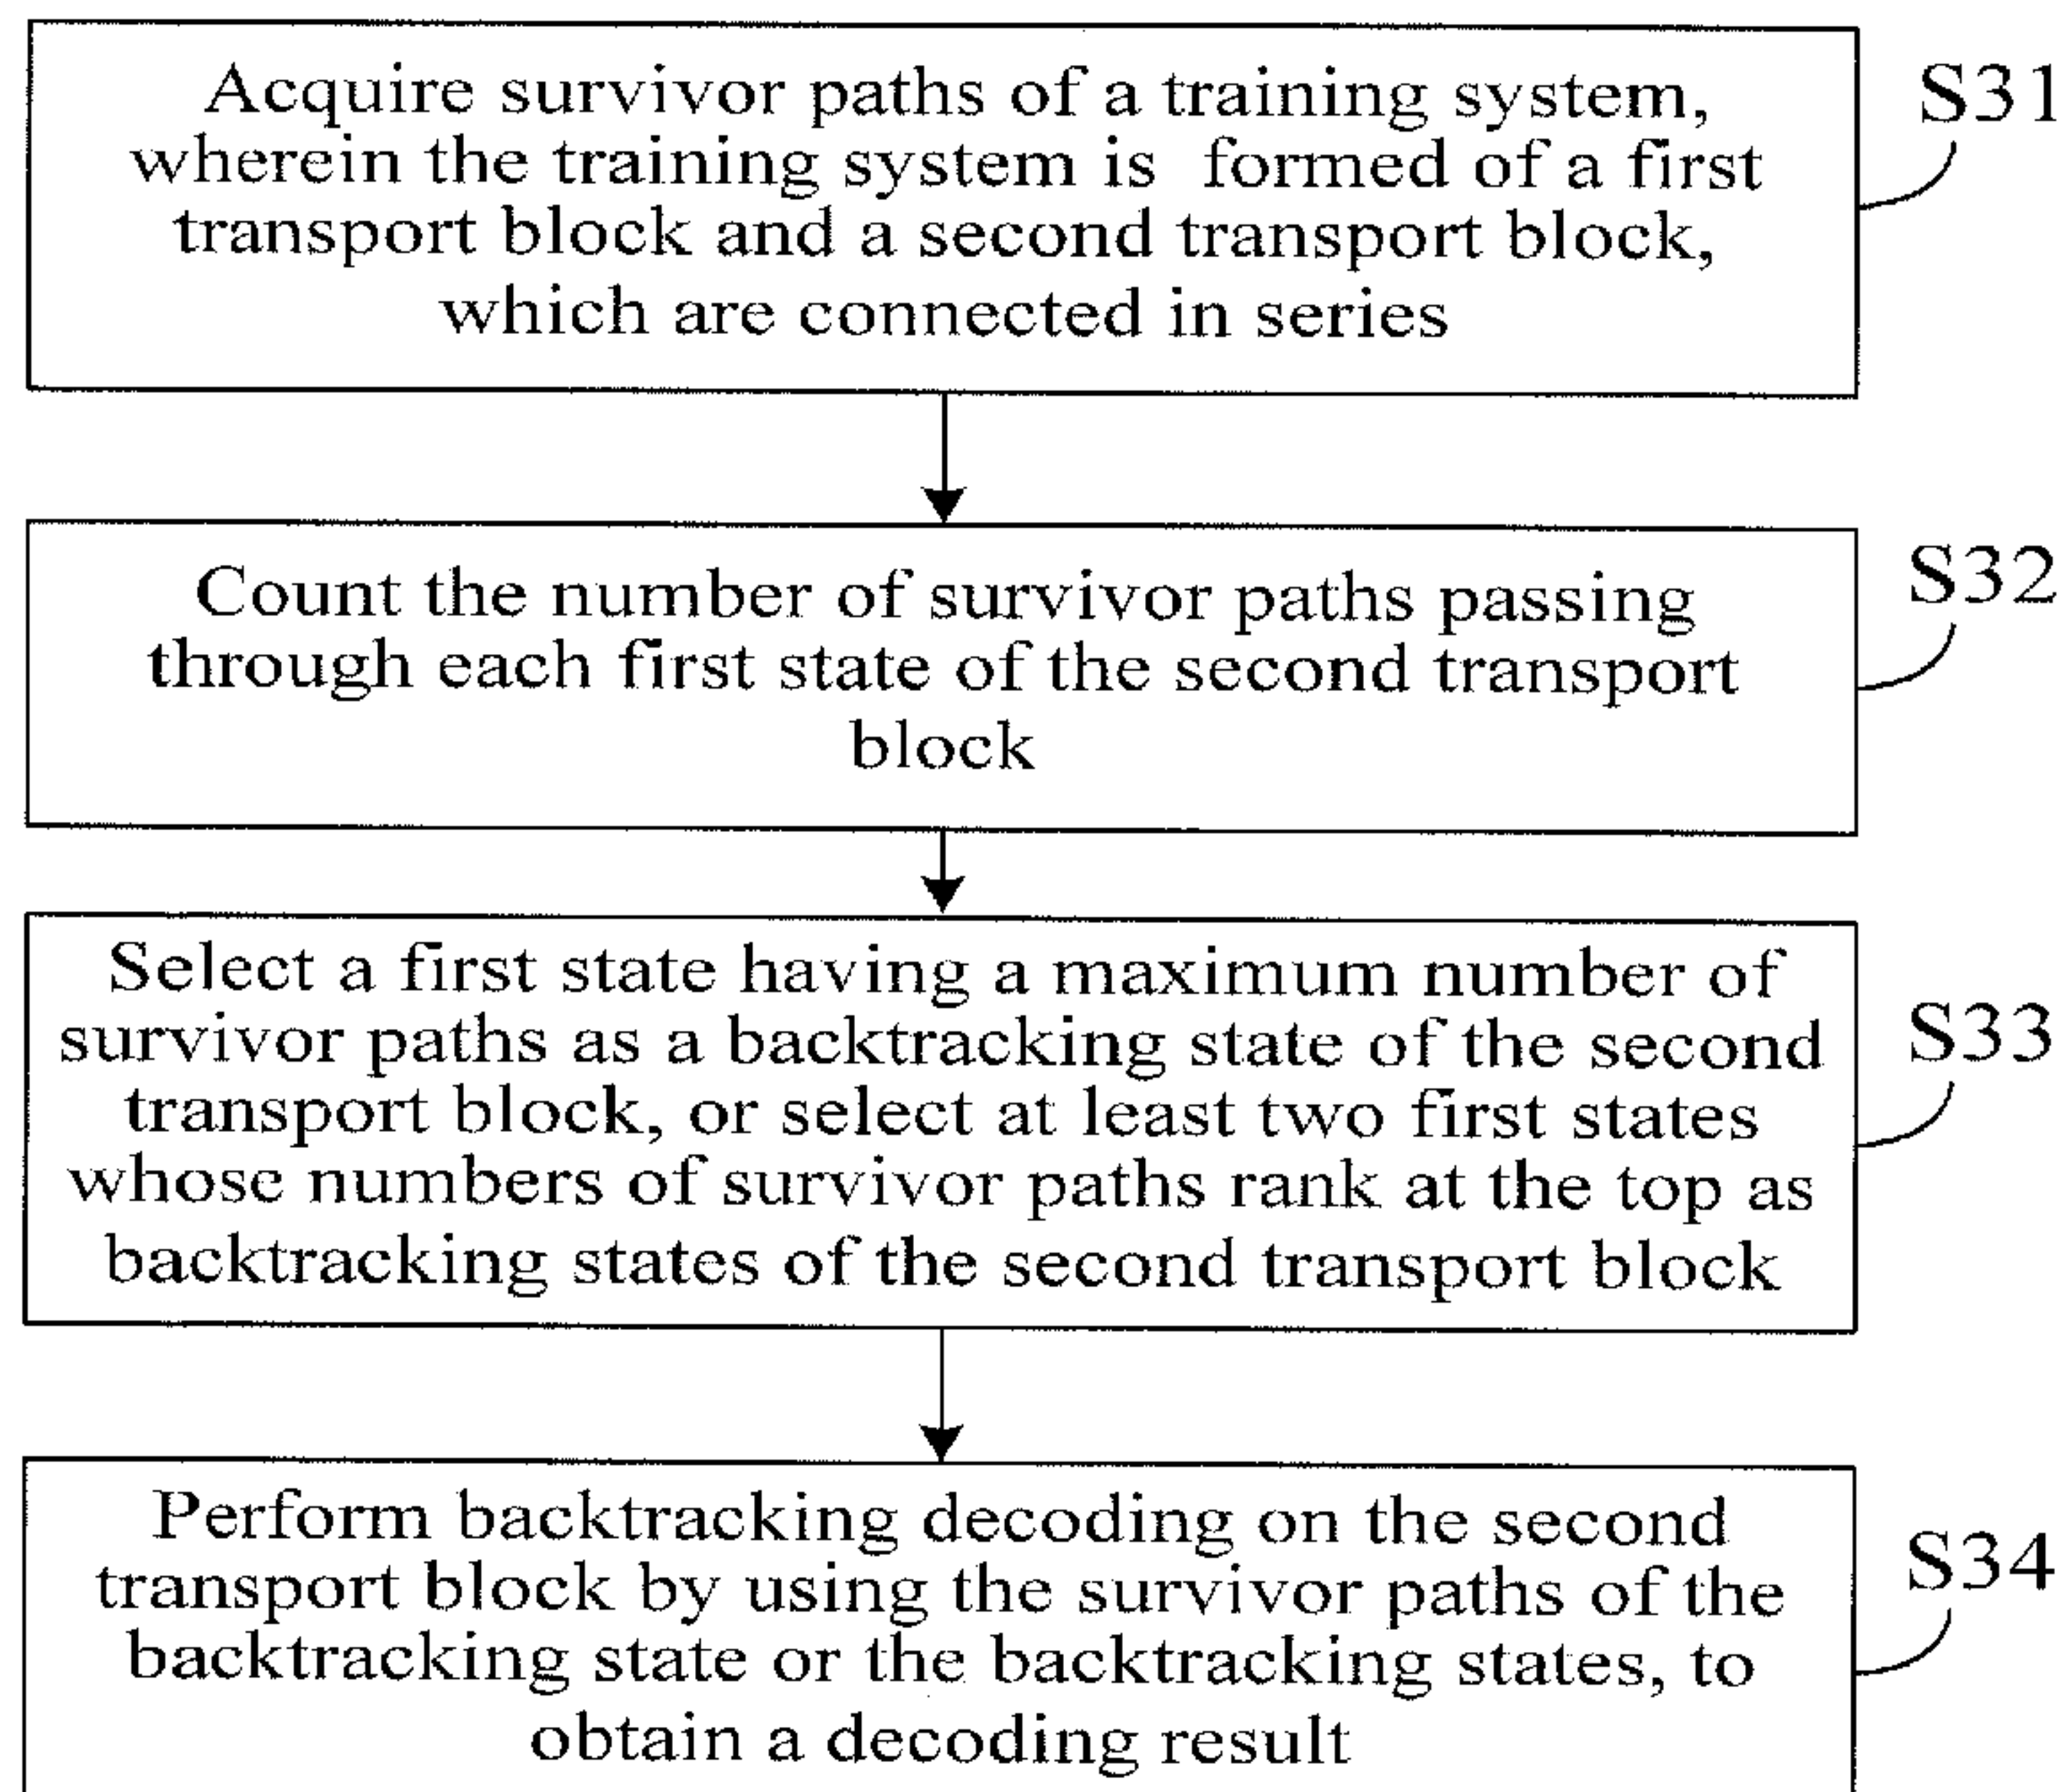 Acquire survivor paths of a training system,
wherein the training system is formed of a first
transport block and a second transport block,
which are connected in series
S31
Count the number of survivor paths passing
through each first state of the second transport
block
S32
Select a first state having a maximum number of
survivor paths as a backtracking state of the second
transport block, or select at least two first states
whose numbers of survivor paths rank at the top as
backtracking states of the second transport block
S33
Perform backtracking decoding on the second
transport block by using the survivor paths of the
backtracking state or the backtracking states, to
obtain a decoding result
S34